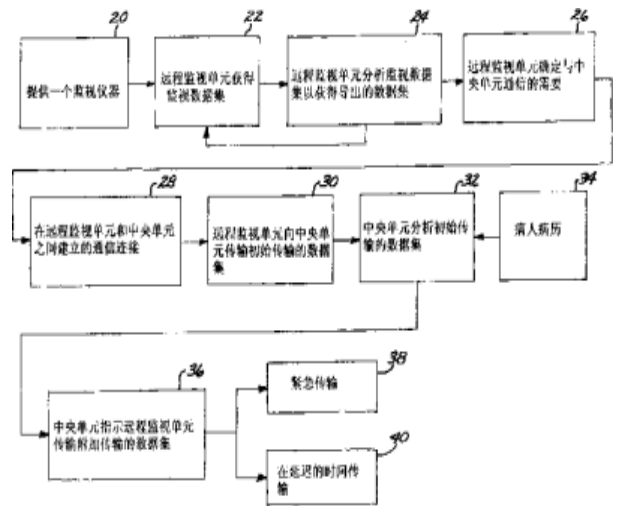 20
22
24
26
提供一个监视仪器
远程监视单元获得
监视数据集
远程监视单元分析监视数据
集以获得导出的数据集
远程监视单元确定与中
央单元通信的需要
28
30
32
34
在远程监视单元和中央单元
之间建立的通信连接
远程监视单元向中央单
元传输初始传输的数据
集
中央单元分析初始传
输的数据集
病人病历
36
38
中央单元指示远程监视单元
传输附加传输的数据集
紧急传输
40
在延迟的时间传
输